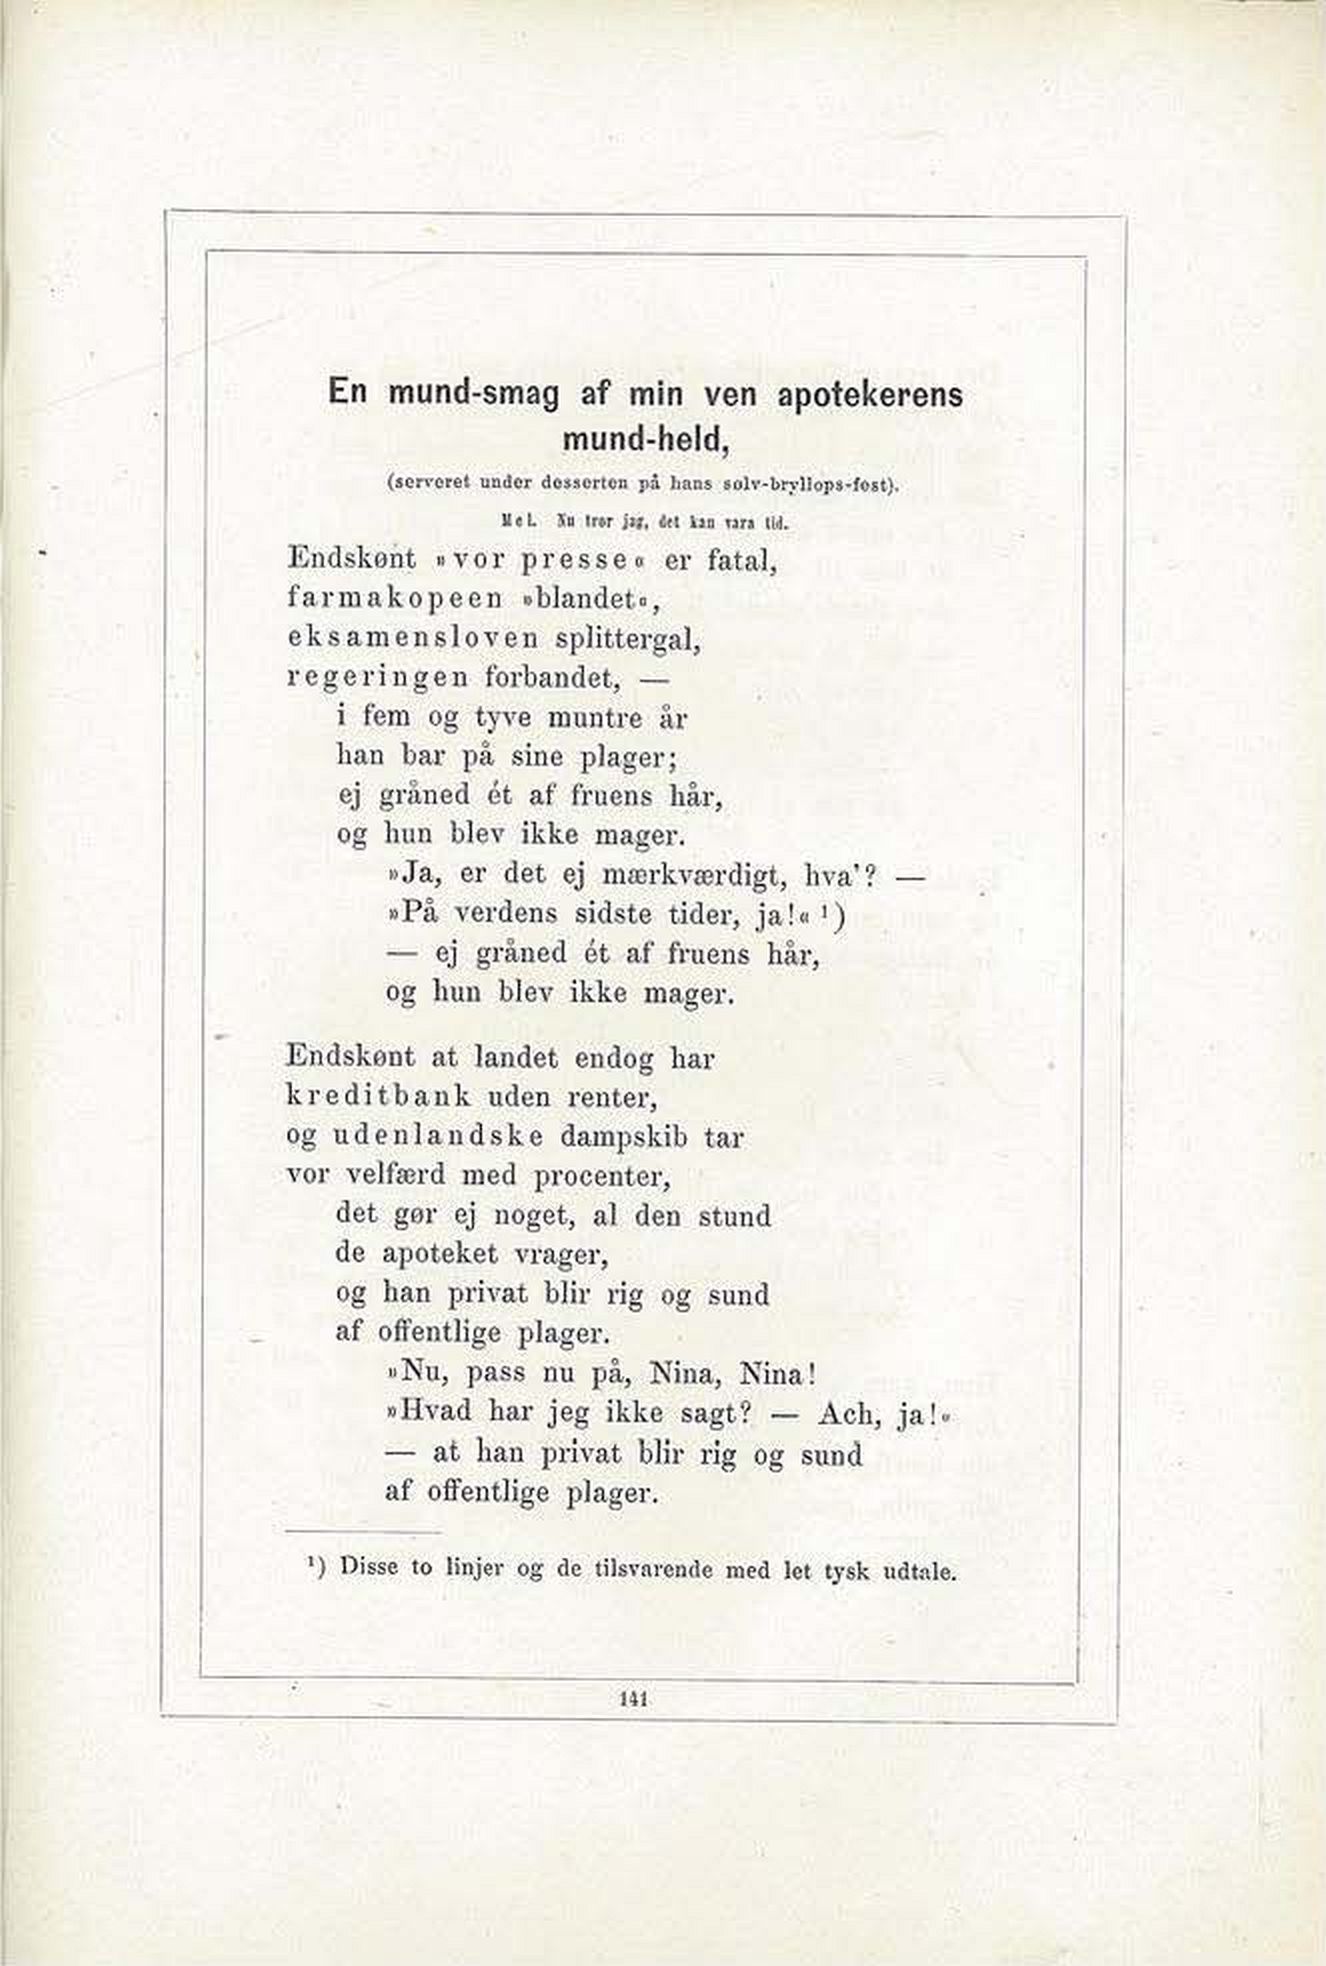 En mund-smag af min ven apotekerens
mund-held,
(serveret under desserten på hans sølv-bryllops-fest).
Mel. Nu tror jag, det kan vara tid.
Endskønt »vor presse« er fatal,
farmakopeen »blandet«,
eksamensloven splittergal,
regeringen forbandet, —
i fem og tyve muntre år
han bar på sine plager;
ej gråned ét af fruens hår,
og hun blev ikke mager.
»Ja, er det ej mærkværdigt, hva'? —
»På verdens sidste tider, ja!« ¹)
— ej gråned ét af fruens hår,
og hun blev ikke mager.
Endskønt at landet endog har
kreditbank uden renter,
og udenlandske dampskib tar
vor velfærd med procenter,
det gør ej noget, al den stund
de apoteket vrager,
og han privat blir rig og sund
af offentlige plager.
»Nu, pass nu på, Nina, Nina!
»Hvad har jeg ikke sagt? — Ach, ja!«
— at han privat blir rig og sund
af offentlige plager.
¹) Disse to linjer og de tilsvarende med let tysk udtale.
141